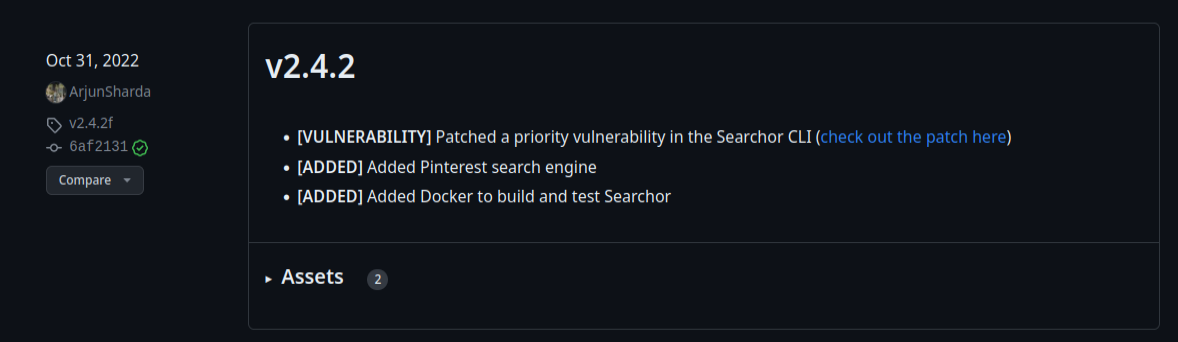 Oct 31, 2022
ArjunSharda
v2.4.2f
6af2131
Compare
v2.4.2
• [VULNERABILITY] Patched a priority vulnerability in the Searchor CLI (check out the patch here)
• [ADDED] Added Pinterest search engine
• [ADDED] Added Docker to build and test Searchor
Assets 2